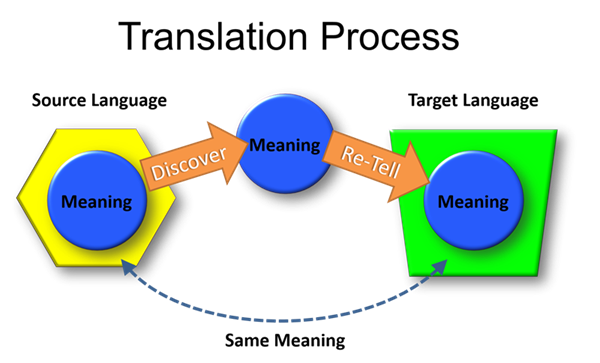 Translation Process
Source Language
Target Language
Meaning
Discover
Meaning
Re-Tell
Meaning
Same Meaning